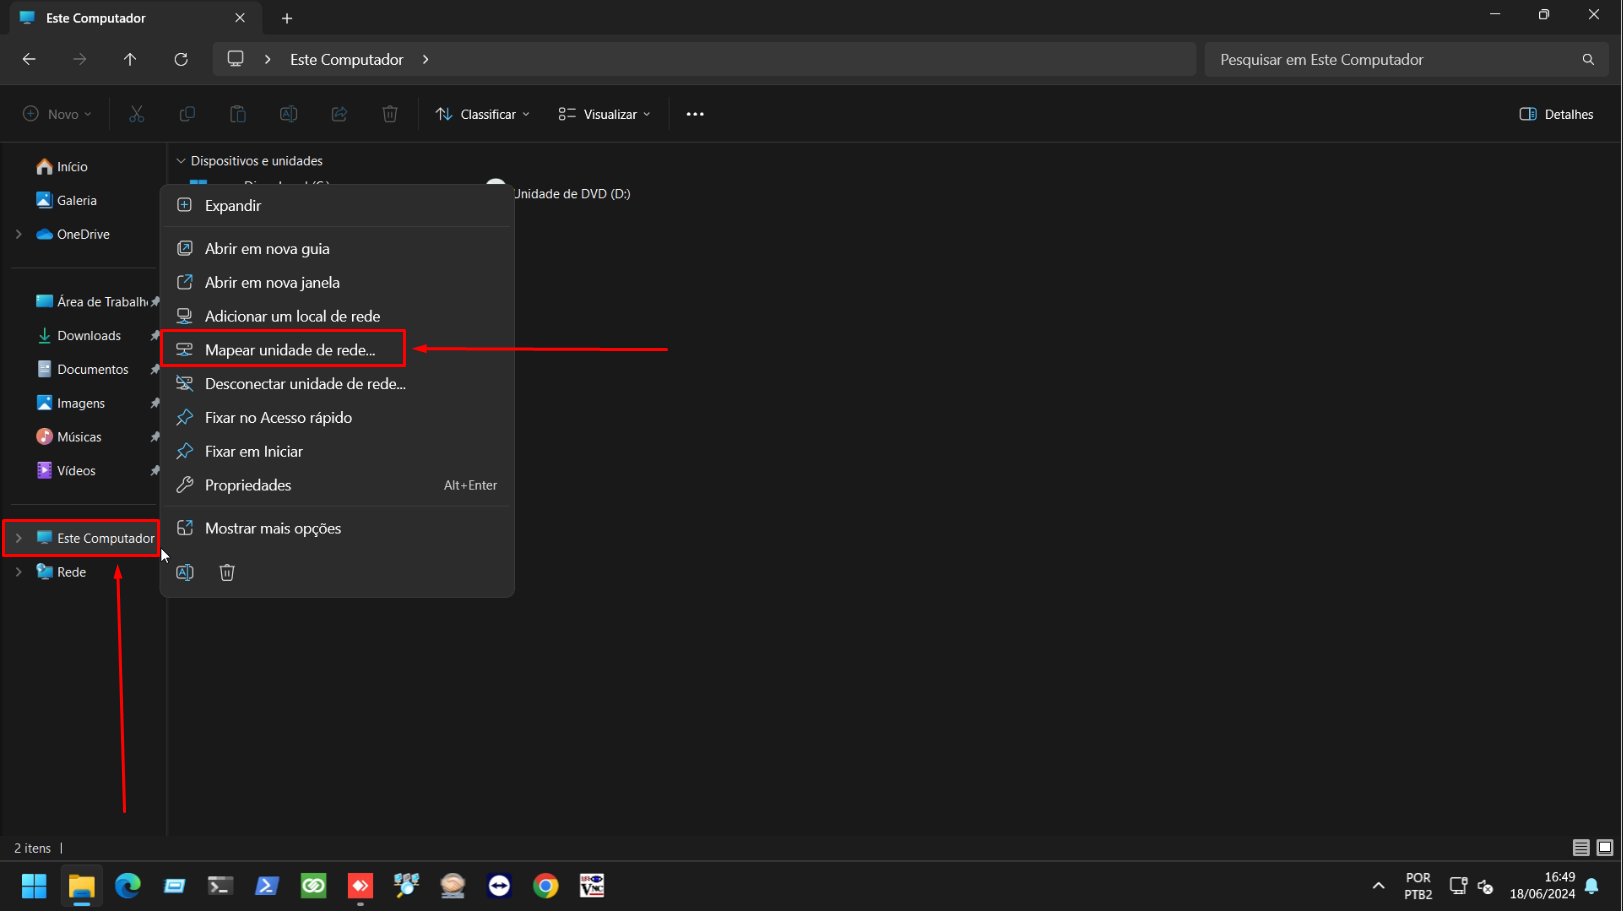 Este Computador
Este Computador
Pesquisar em Este Computador
Novo
Classificar
Visualizar
Detalhes
Início
Galeria
OneDrive
Área de Trabalh
Downloads
Documentos
Imagens
Músicas
Vídeos
Este Computador
Rede
Dispositivos e unidades
Unidade de DVD (D:)
Expandir
Abrir em nova guia
Abrir em nova janela
Adicionar um local de rede
Mapear unidade de rede...
Desconectar unidade de rede...
Fixar no Acesso rápido
Fixar em Iniciar
Propriedades Alt+Enter
Mostrar mais opções
2 itens
VNC
POR
PTB2
16:49
18/06/2024